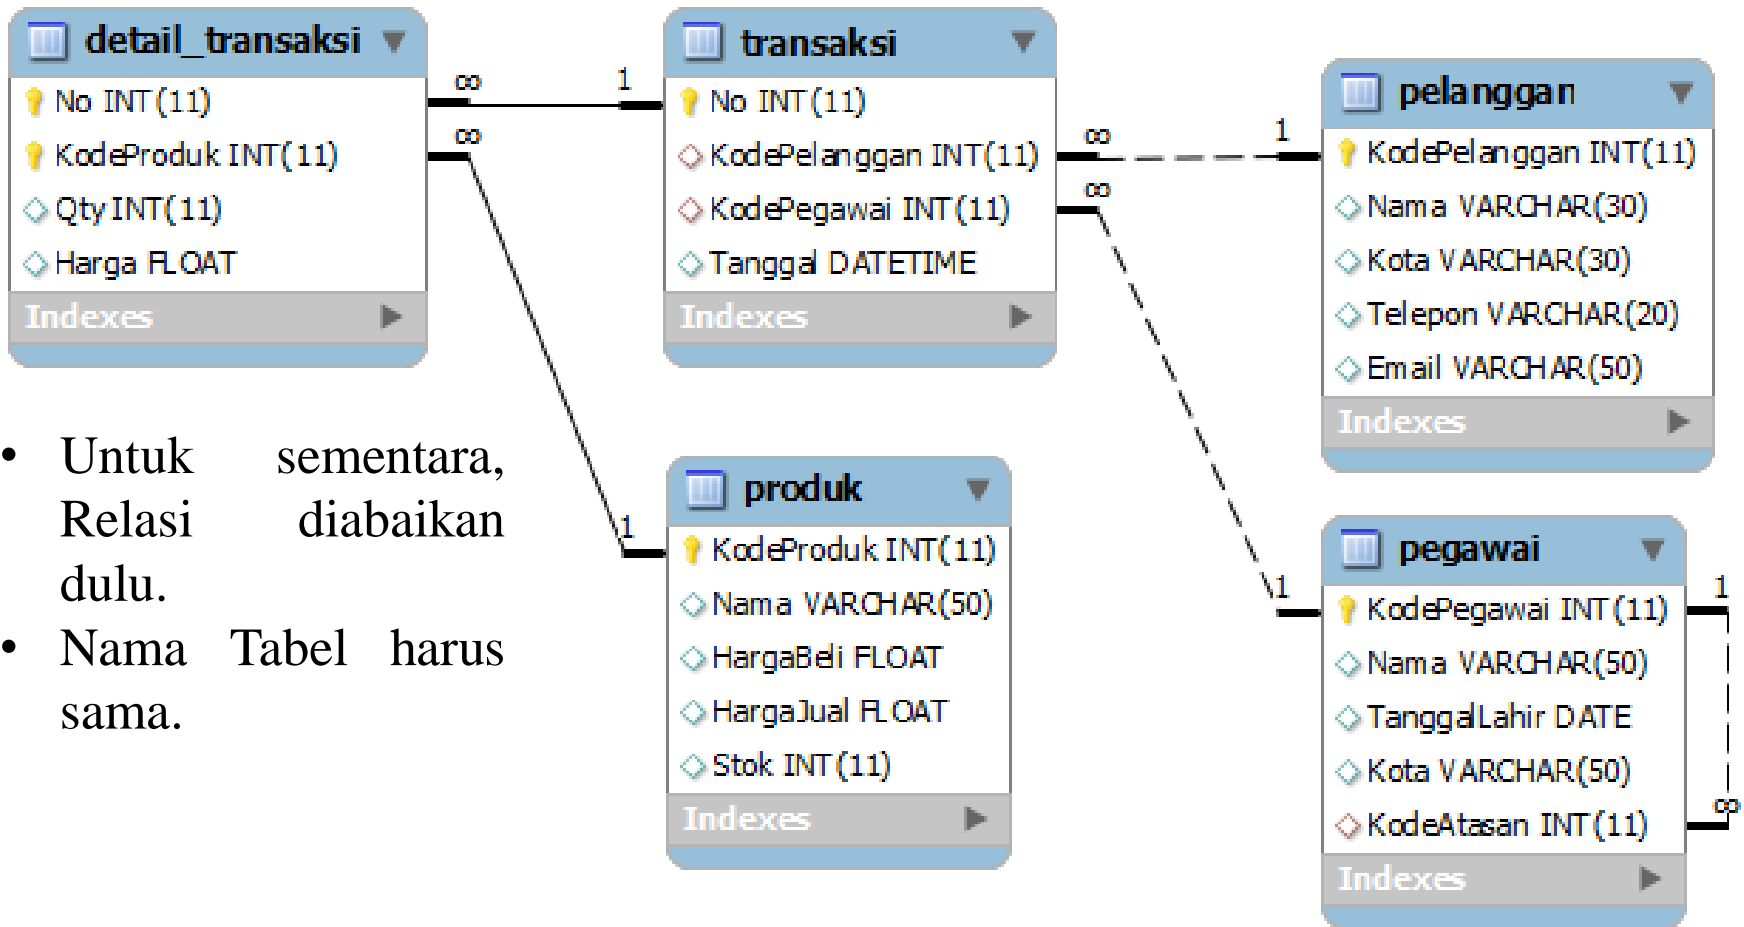 detail_transaksi
No INT(11)
KodeProduk INT(11)
Qty INT(11)
Harga FLOAT
Indexes
∞
1
∞
transaksi
No INT(11)
KodePelanggan INT(11)
KodePegawai INT(11)
Tanggal DATETIME
Indexes
∞
1
∞
pelanggan
KodePelanggan INT(11)
Nama VARCHAR(30)
Kota VARCHAR(30)
Telepon VARCHAR(20)
Email VARCHAR(50)
Indexes
• Untuk sementara,
Relasi diabaikan
dulu.
• Nama Tabel harus
sama.
1
produk
KodeProduk INT(11)
Nama VARCHAR(50)
HargaBeli FLOAT
HargaJual FLOAT
Stok INT(11)
Indexes
1
pegawai
KodePegawai INT(11)
Nama VARCHAR(50)
TanggalLahir DATE
Kota VARCHAR(50)
KodeAtasan INT(11)
Indexes
1
∞